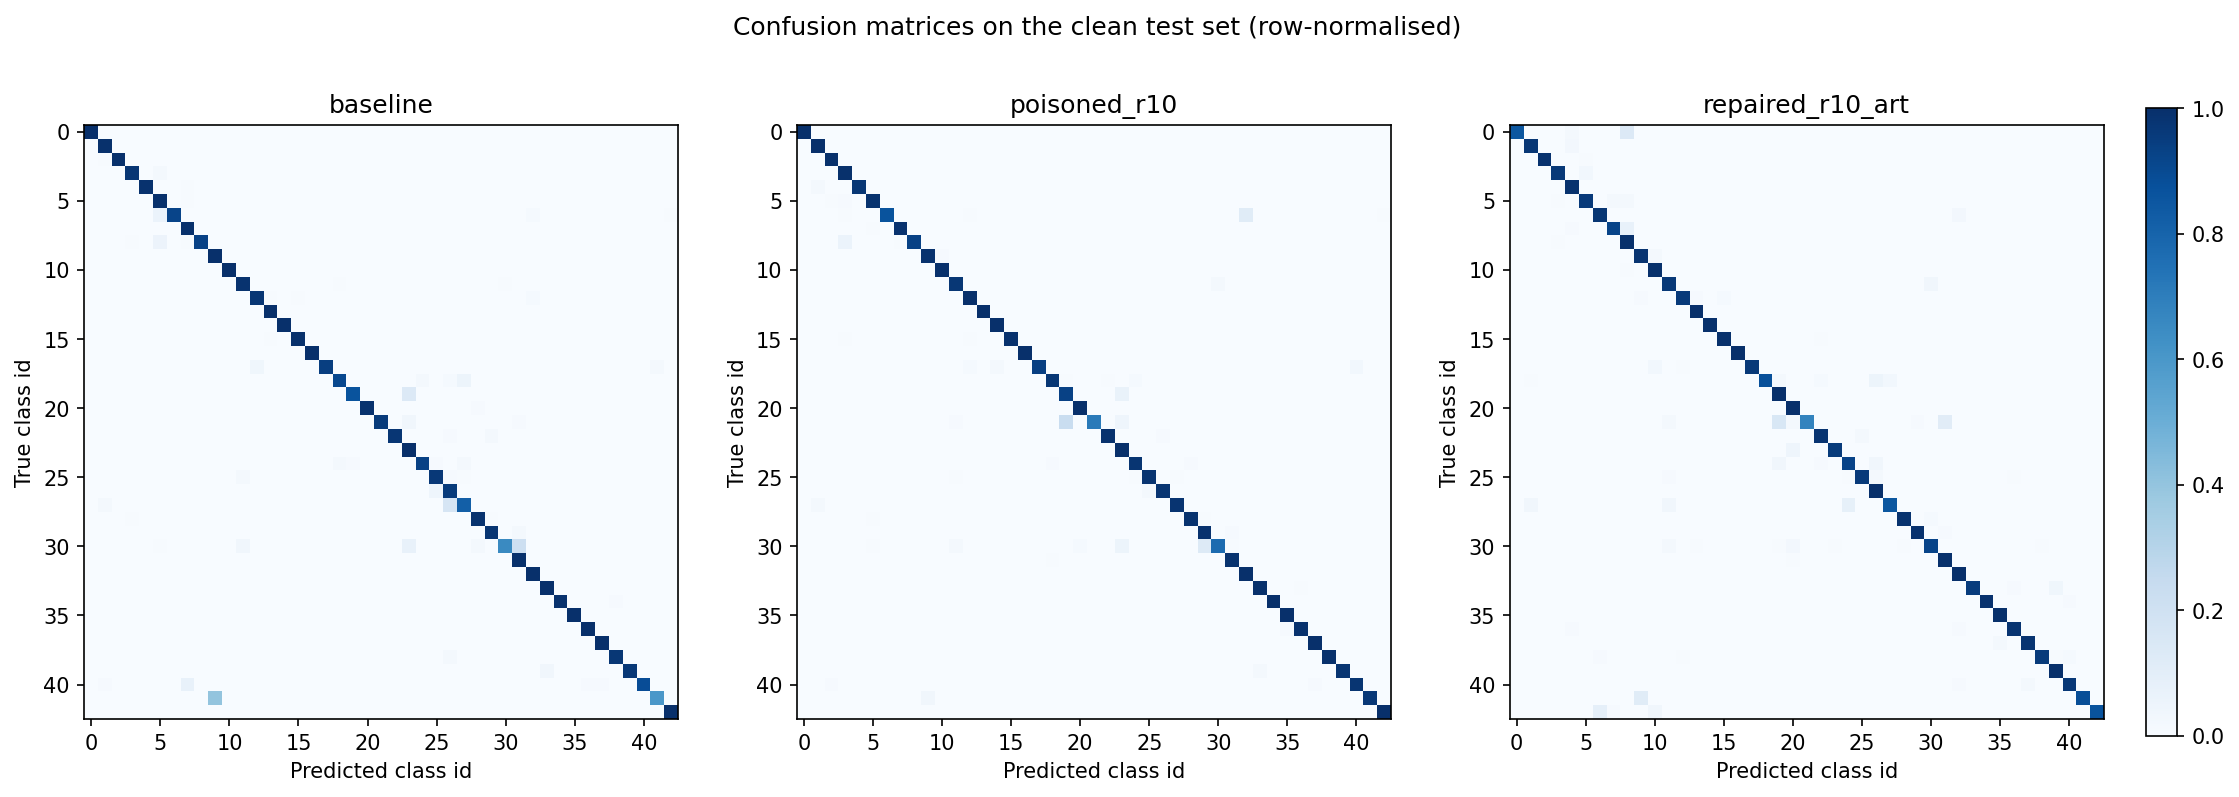 Confusion matrices on the clean test set (row-normalised)
baseline
poisoned_r10
repaired_r10_art
True class id
0
5
10
15
20
25
30
35
40
0 5 10 15 20 25 30 35 40
Predicted class id
True class id
0
5
10
15
20
25
30
35
40
0 5 10 15 20 25 30 35 40
Predicted class id
True class id
0
5
10
15
20
25
30
35
40
0 5 10 15 20 25 30 35 40
Predicted class id
1.0
0.8
0.6
0.4
0.2
0.0